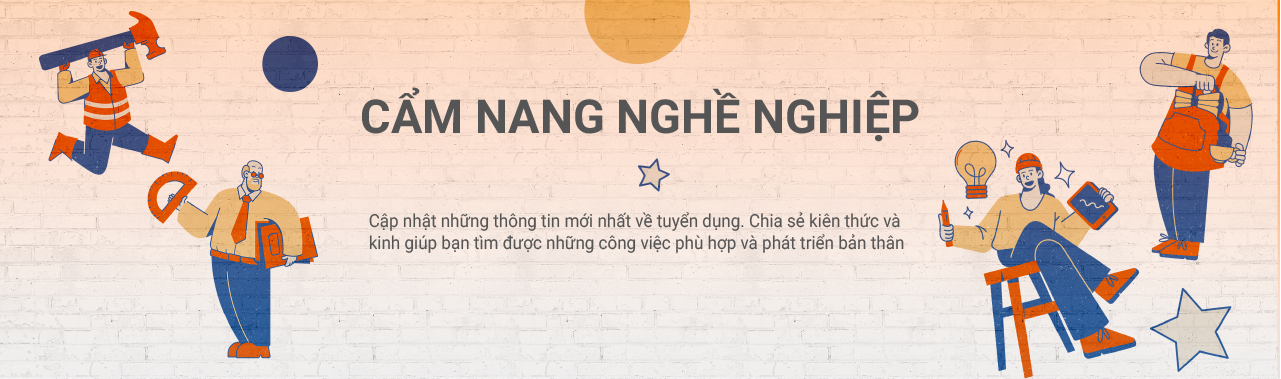 CẨM NANG NGHỀ NGHIỆP
Cập nhật những thông tin mới nhất về tuyển dụng. Chia sẻ kiên thức và
kinh giúp bạn tìm được những công việc phù hợp và phát triển bản thân